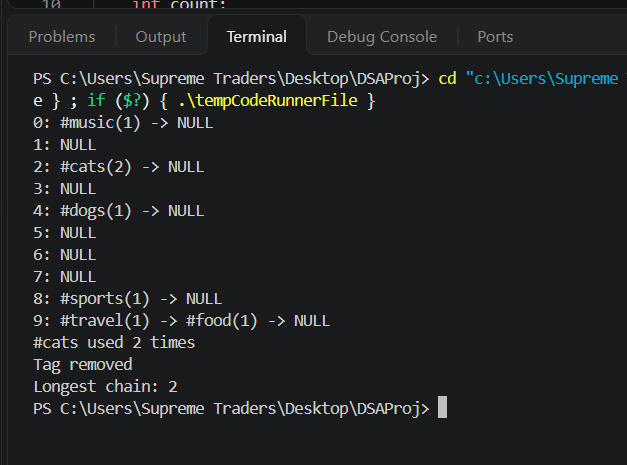 10 int count;
Problems Output Terminal Debug Console Ports
PS C:\Users\Supreme Traders\Desktop\DSAProj> cd "c:\Users\Supreme
e } ; if ($?) { .\tempCodeRunnerFile }
0: #music(1) -> NULL
1: NULL
2: #cats(2) -> NULL
3: NULL
4: #dogs(1) -> NULL
5: NULL
6: NULL
7: NULL
8: #sports(1) -> NULL
9: #travel(1) -> #food(1) -> NULL
#cats used 2 times
Tag removed
Longest chain: 2
PS C:\Users\Supreme Traders\Desktop\DSAProj>